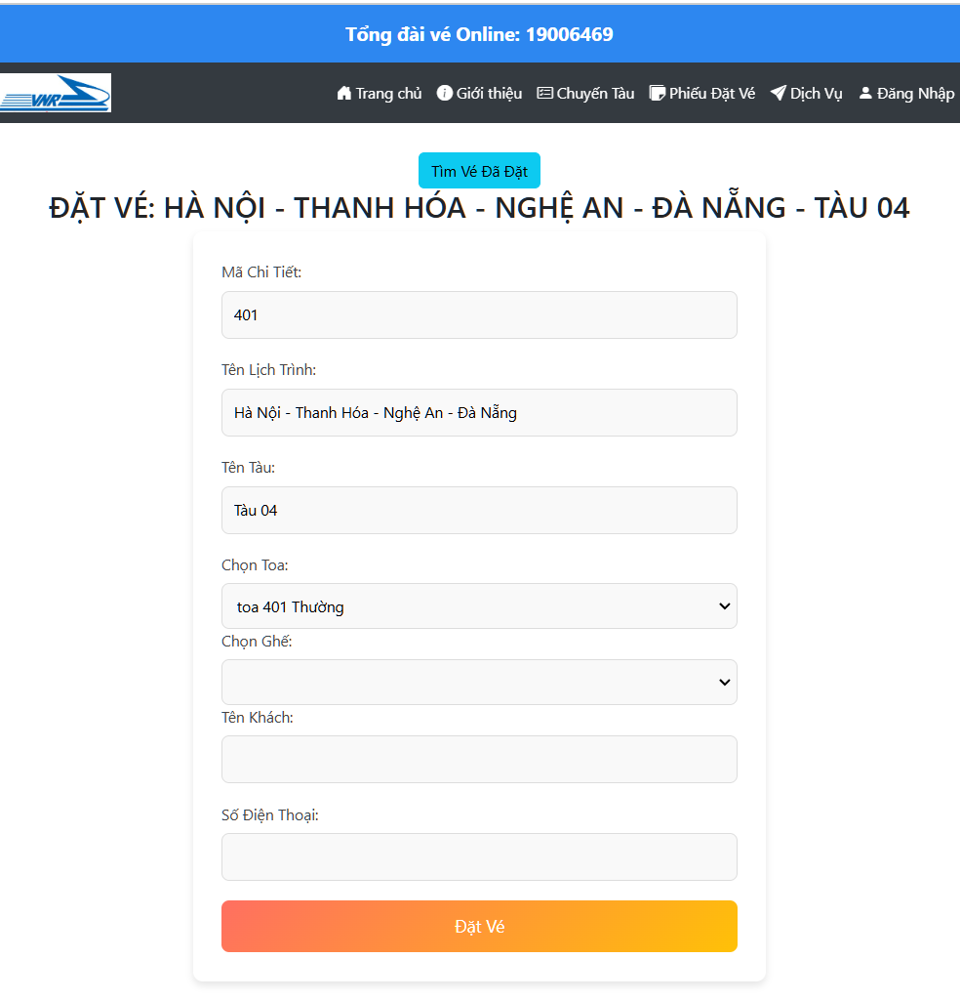 Tổng đài vé Online: 19006469
VNR Trang chủ Giới thiệu Chuyến Tàu Phiếu Đặt Vé Dịch Vụ Đăng Nhập
Tìm Vé Đã Đặt
ĐẶT VÉ: HÀ NỘI - THANH HÓA - NGHỆ AN - ĐÀ NẴNG - TÀU 04
Mã Chi Tiết:
401
Tên Lịch Trình:
Hà Nội - Thanh Hóa - Nghệ An - Đà Nẵng
Tên Tàu:
Tàu 04
Chọn Toa:
toa 401 Thường
Chọn Ghế:
Tên Khách:
Số Điện Thoại:
Đặt Vé